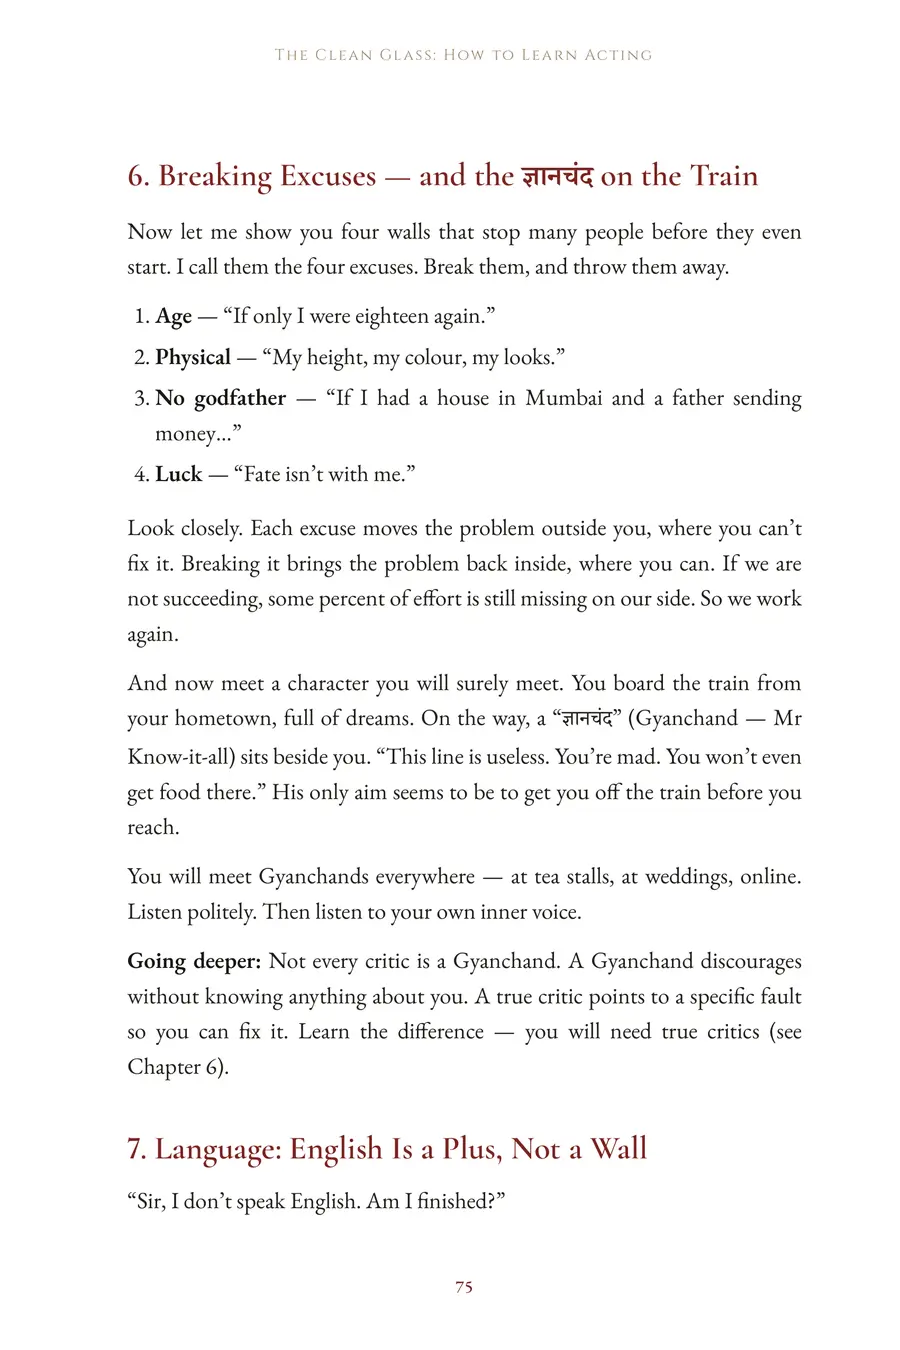 The Clean Glass: How to Learn Acting
6. Breaking Excuses — and the ज्ञानचंद on the Train
Now let me show you four walls that stop many people before they even
start. I call them the four excuses. Break them, and throw them away.
1. Age — “If only I were eighteen again.”
2. Physical — “My height, my colour, my looks.”
3. No godfather — “If I had a house in Mumbai and a father sending
money...”
4. Luck — “Fate isn’t with me.”
Look closely. Each excuse moves the problem outside you, where you can’t
fix it. Breaking it brings the problem back inside, where you can. If we are
not succeeding, some percent of effort is still missing on our side. So we work
again.
And now meet a character you will surely meet. You board the train from
your hometown, full of dreams. On the way, a “ज्ञानचंद” (Gyanchand — Mr
Know-it-all) sits beside you. “This line is useless. You’re mad. You won’t even
get food there.” His only aim seems to be to get you off the train before you
reach.
You will meet Gyanchands everywhere — at tea stalls, at weddings, online.
Listen politely. Then listen to your own inner voice.
Going deeper: Not every critic is a Gyanchand. A Gyanchand discourages
without knowing anything about you. A true critic points to a specific fault
so you can fix it. Learn the difference — you will need true critics (see
Chapter 6).
7. Language: English Is a Plus, Not a Wall
“Sir, I don’t speak English. Am I finished?”
75